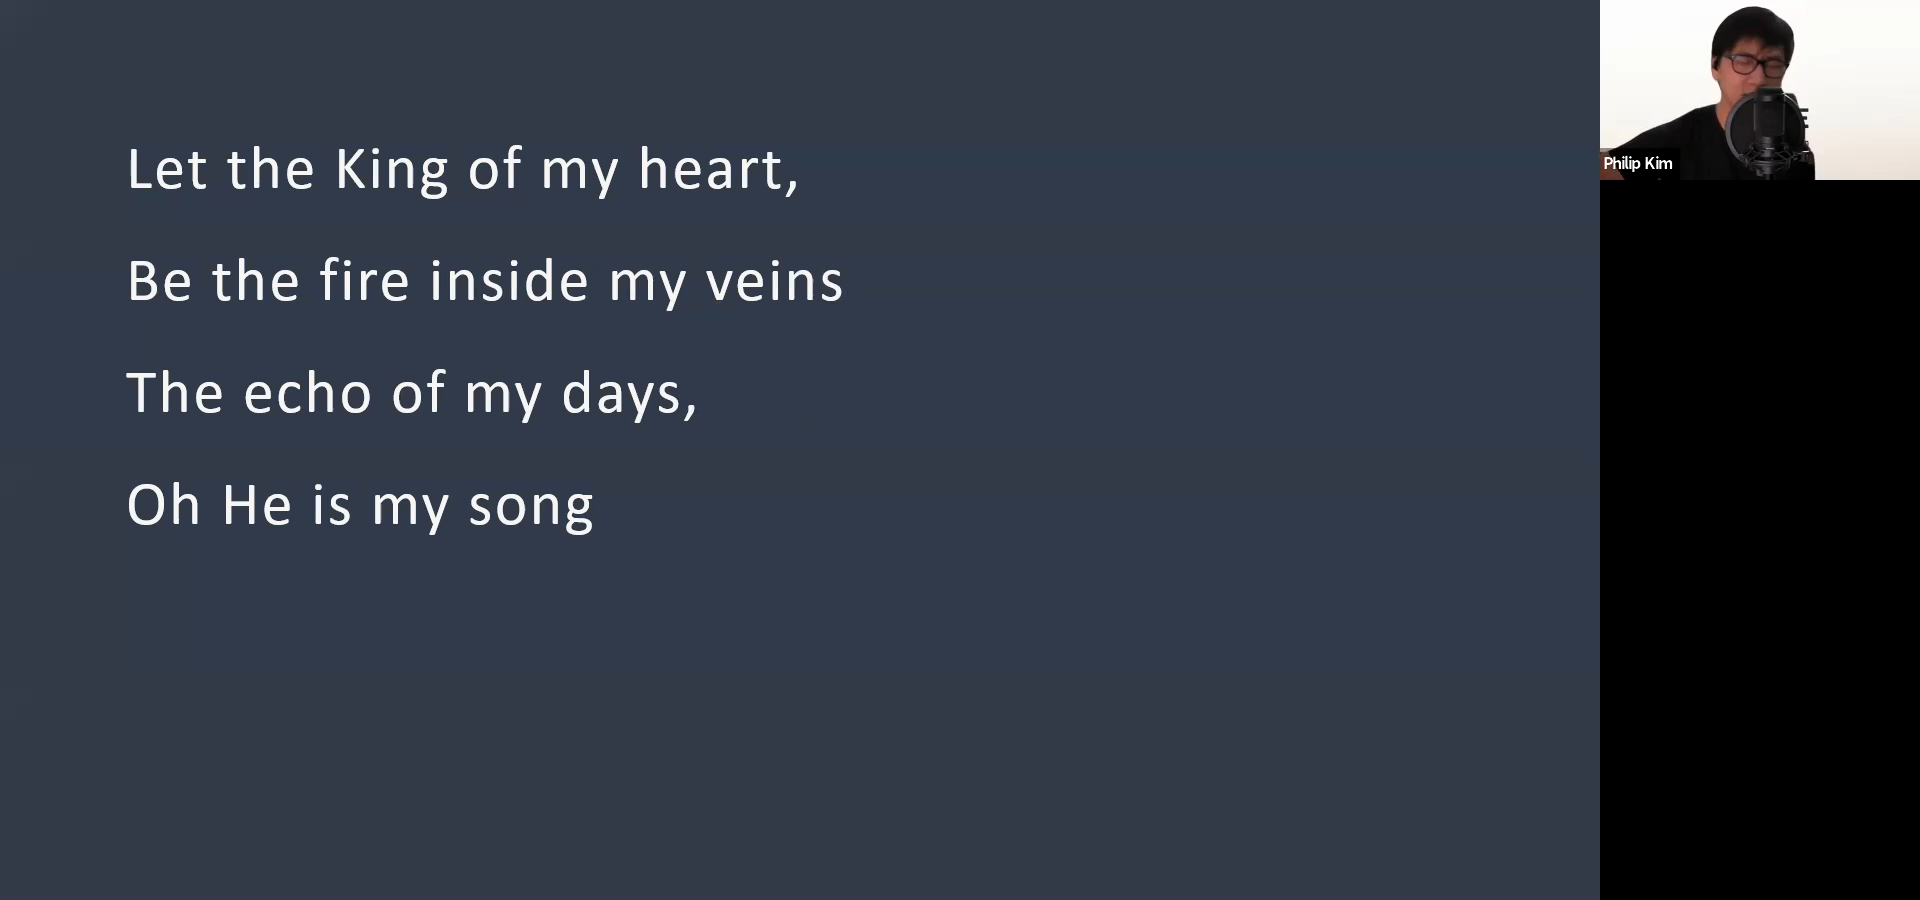 Let the King of my heart,
Be the fire inside my veins
The echo of my days,
Oh He is my song
Philip Kim